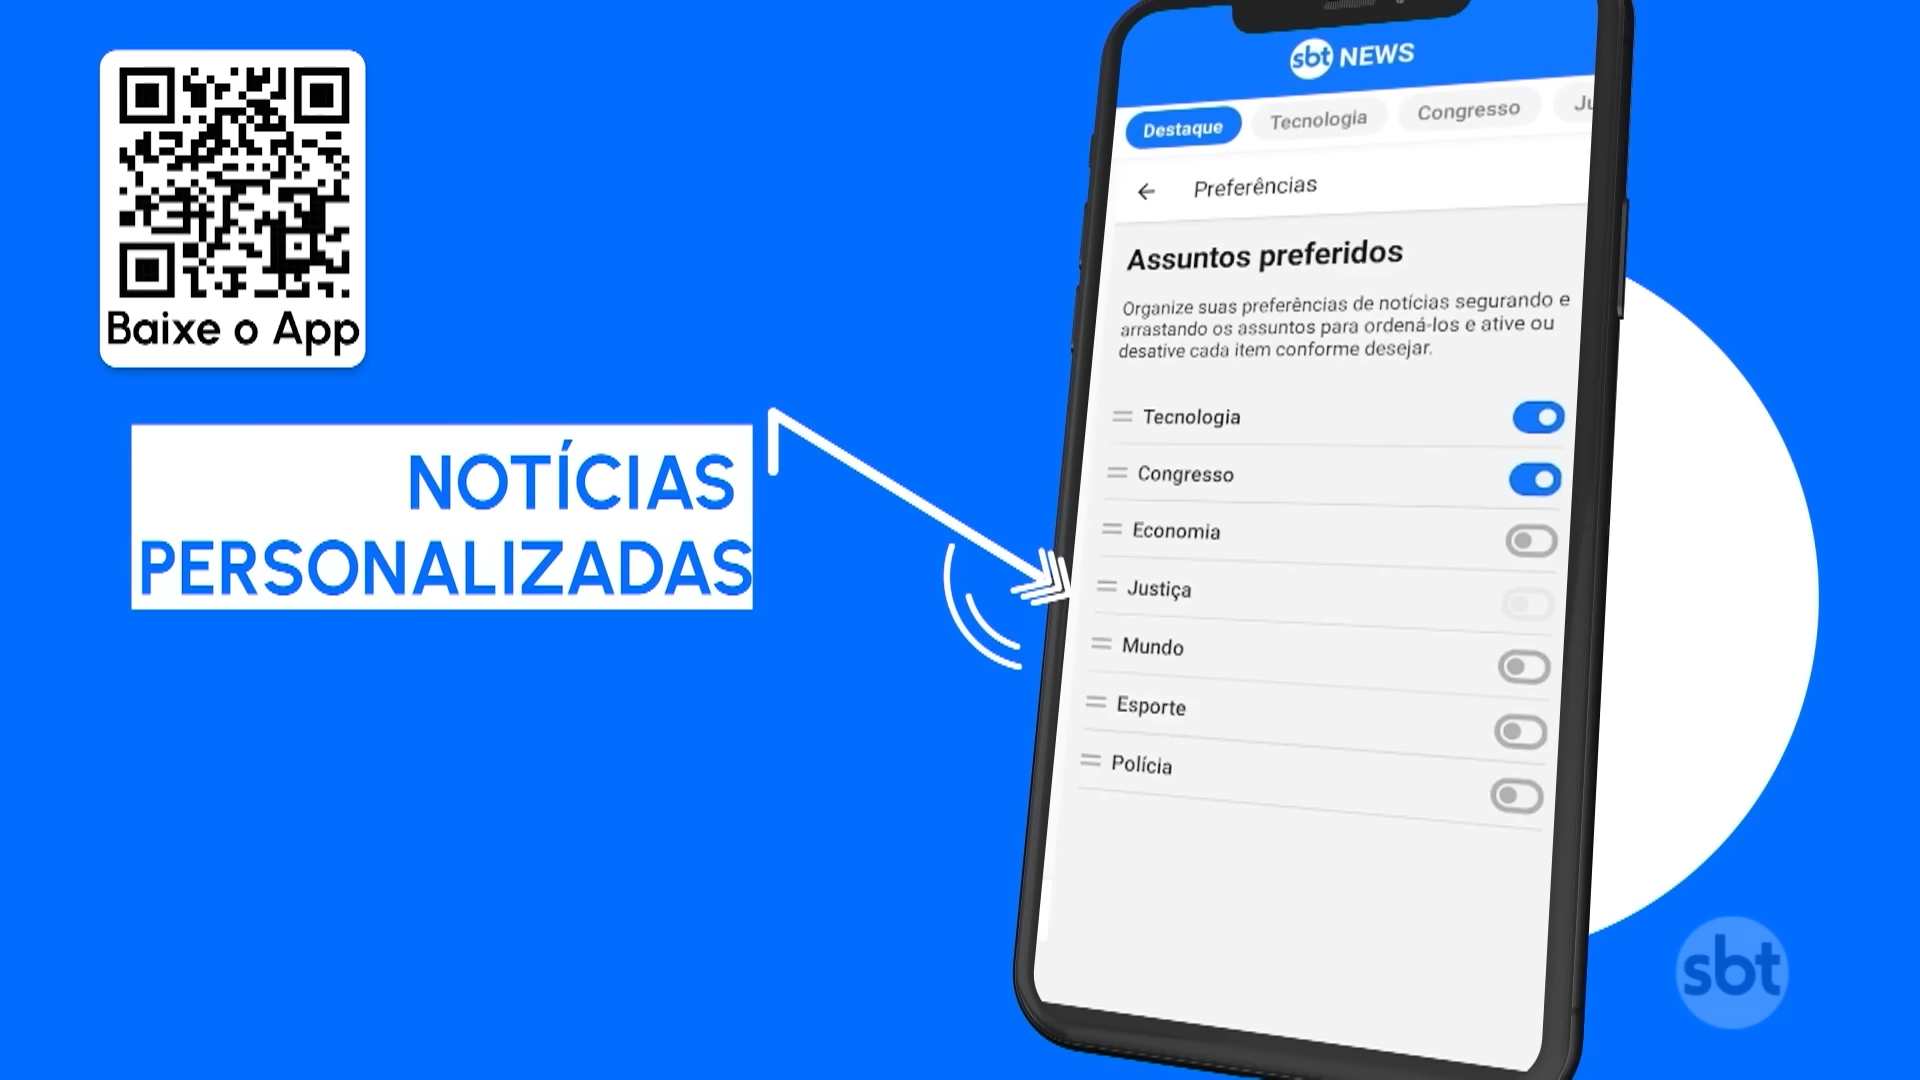 Baixe o App
NOTÍCIAS
PERSONALIZADAS
sbt NEWS
Destaque Tecnologia Congresso Ju
Preferências
Assuntos preferidos
Organize suas preferências de notícias segurando e
arrastando os assuntos para ordená-los e ative ou
desative cada item conforme desejar.
Tecnologia
Congresso
Economia
Justiça
Mundo
Esporte
Polícia
sbt